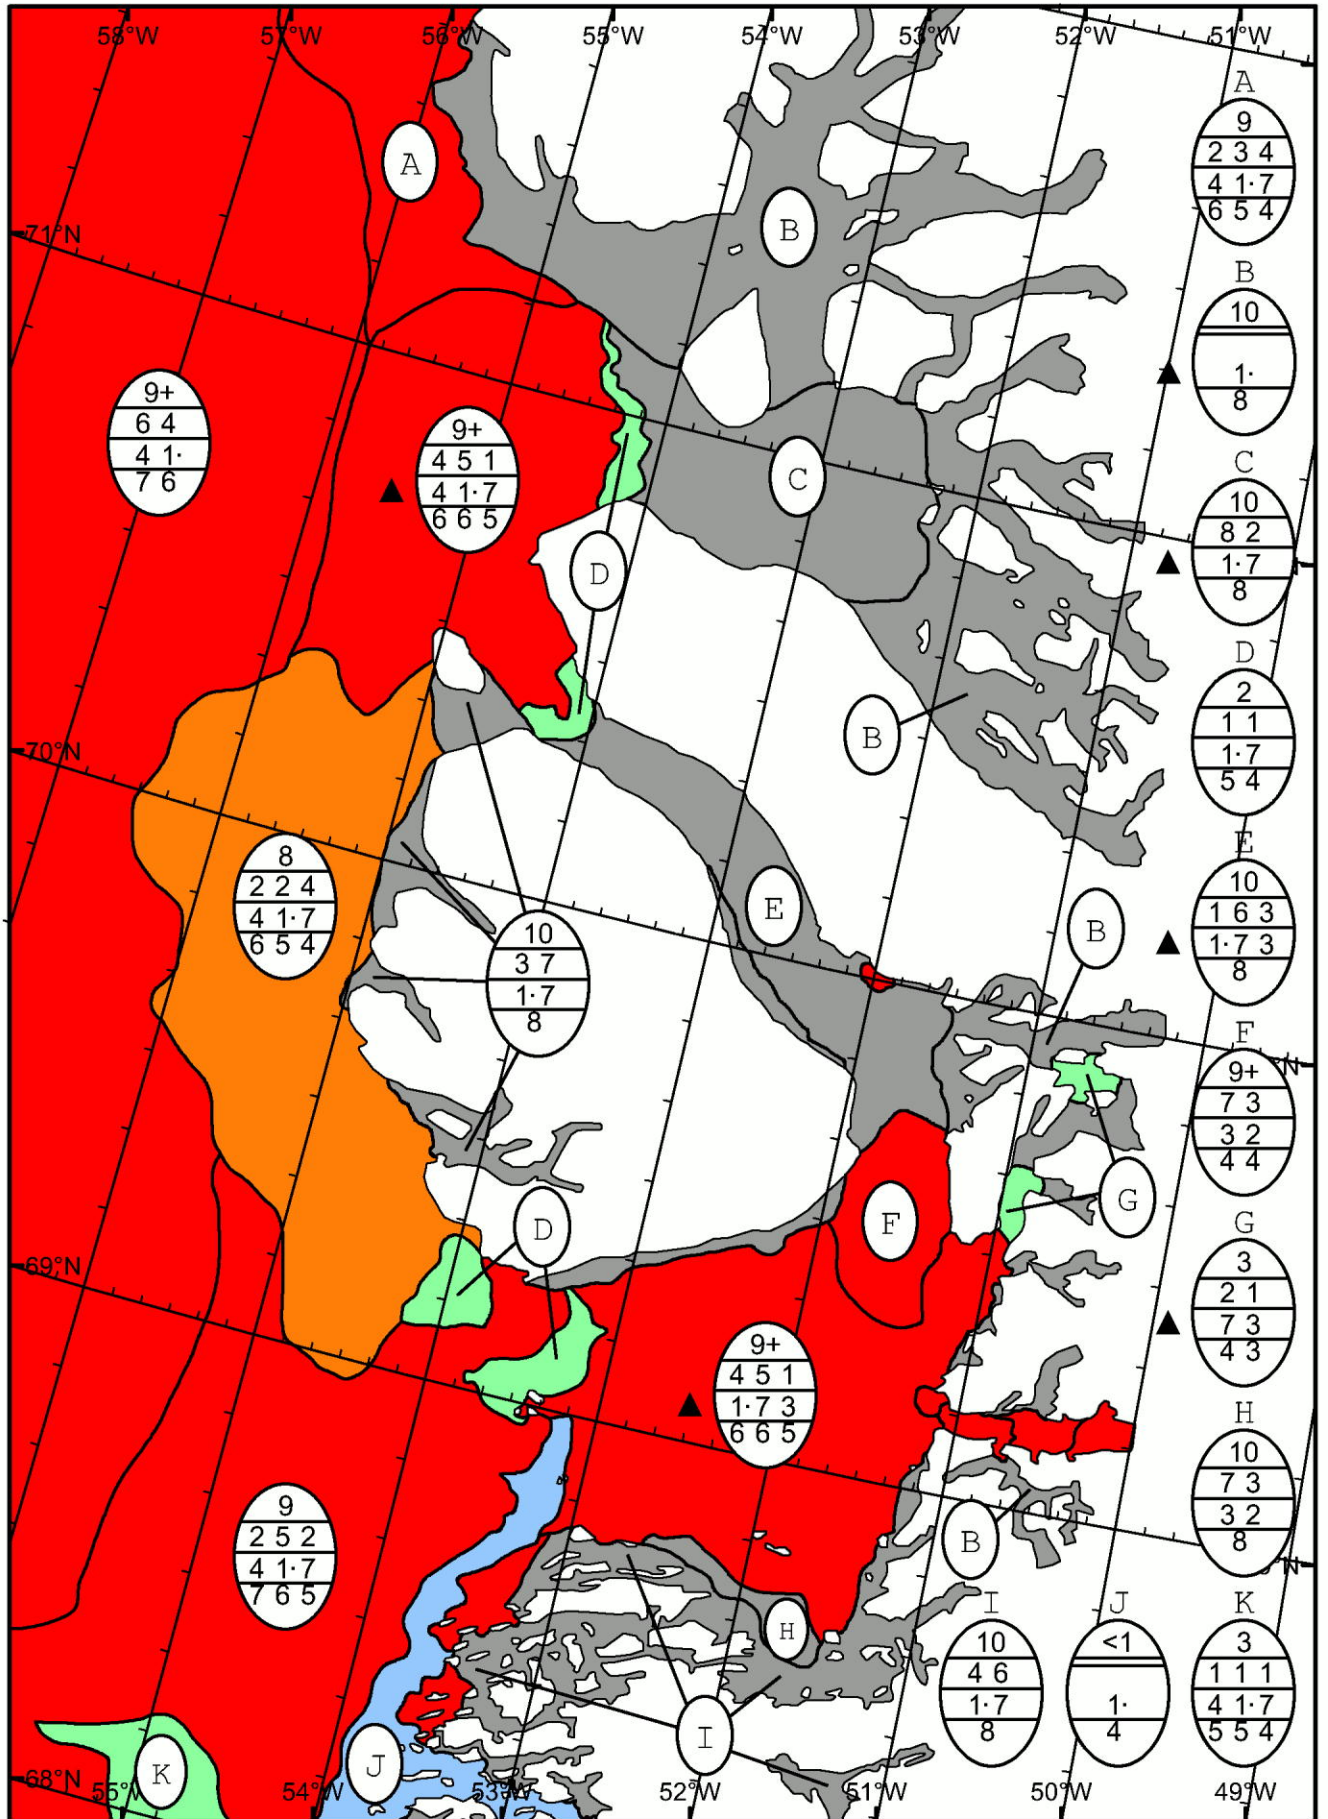 58°W 57°W 56°W 55°W 54°W 53°W 52°W 51°W
A
9
2 3 4
4 1·7
6 5 4
A
B
71°N
B
10
1·
8
9+
6 4
4 1·
7 6
9+
4 5 1
4 1·7
6 6 5
C
C
10
8 2
1·7
8
D
D
2
1 1
1·7
5 4
B
70°N
8
2 2 4
4 1·7
6 5 4
E
10
1 6 3
1·7 3
8
E
B
10
3 7
1·7
8
F
9+
7 3
3 2
4 4
N
D
F
G
G
3
2 1
7 3
4 3
69°N
9+
4 5 1
1·7 3
6 6 5
H
10
7 3
3 2
8
9
2 5 2
4 1·7
7 6 5
B
°N
H
I
10
4 6
1·7
8
J
<1
1·
4
K
3
1 1 1
4 1·7
5 5 4
I
K
J
68°N
55°W 54°W 53°W 52°W 51°W 50°W 49°W